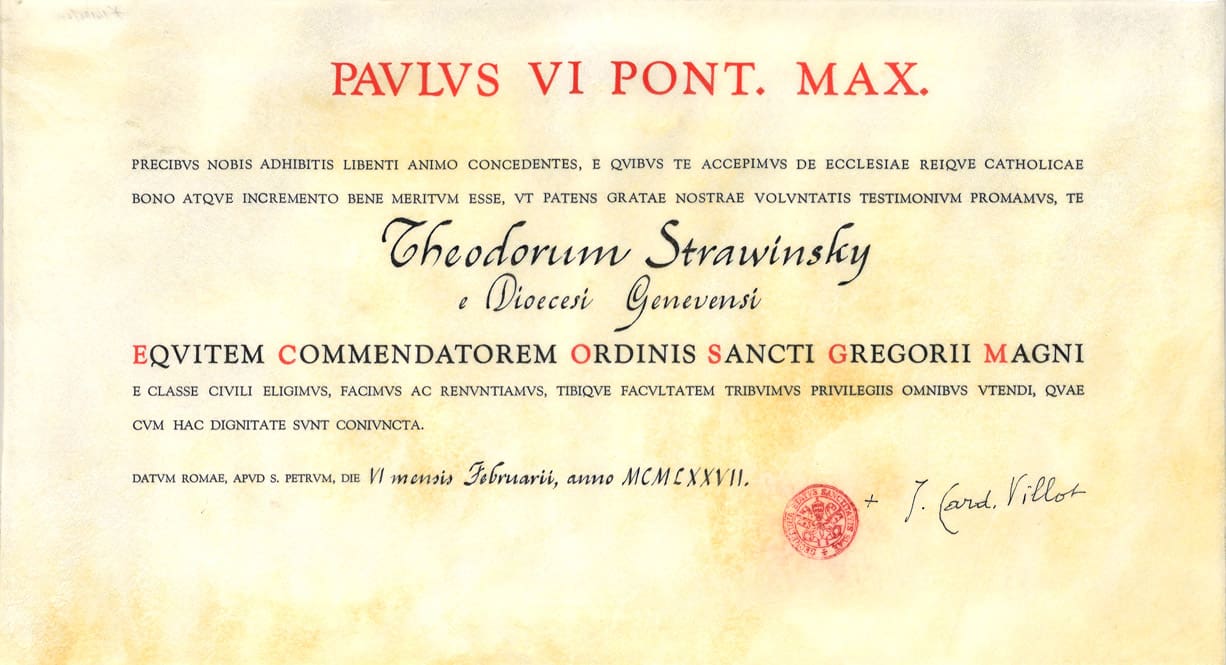 PAVLVS VI PONT. MAX.
PRECIBVS NOBIS ADHIBITIS LIBENTI ANIMO CONCEDENTES, E QVIBVS TE ACCEPIMVS DE ECCLESIAE REIQVE CATHOLICAE
BONO ATQVE INCREMENTO BENE MERITVM ESSE, VT PATENS GRATAE NOSTRAE VOLVNTATIS TESTIMONIVM PROMAMVS, TE
Theodorum Strawinsky
e Dioecesi Genevensi
EQVITEM COMMENDATOREM ORDINIS SANCTI GREGORII MAGNI
E CLASSE CIVILI ELIGIMVS, FACIMVS AC RENVNTIAMVS, TIBIQVE FACVLTATEM TRIBVIMVS PRIVILEGIIS OMNIBVS VTENDI, QVAE
CVM HAC DIGNITATE SVNT CONIVNCTA.
DATVM ROMAE, APVD S. PETRVM, DIE VI mensis Februarii, anno MCMLXXVII.
+ J. Card. Villot